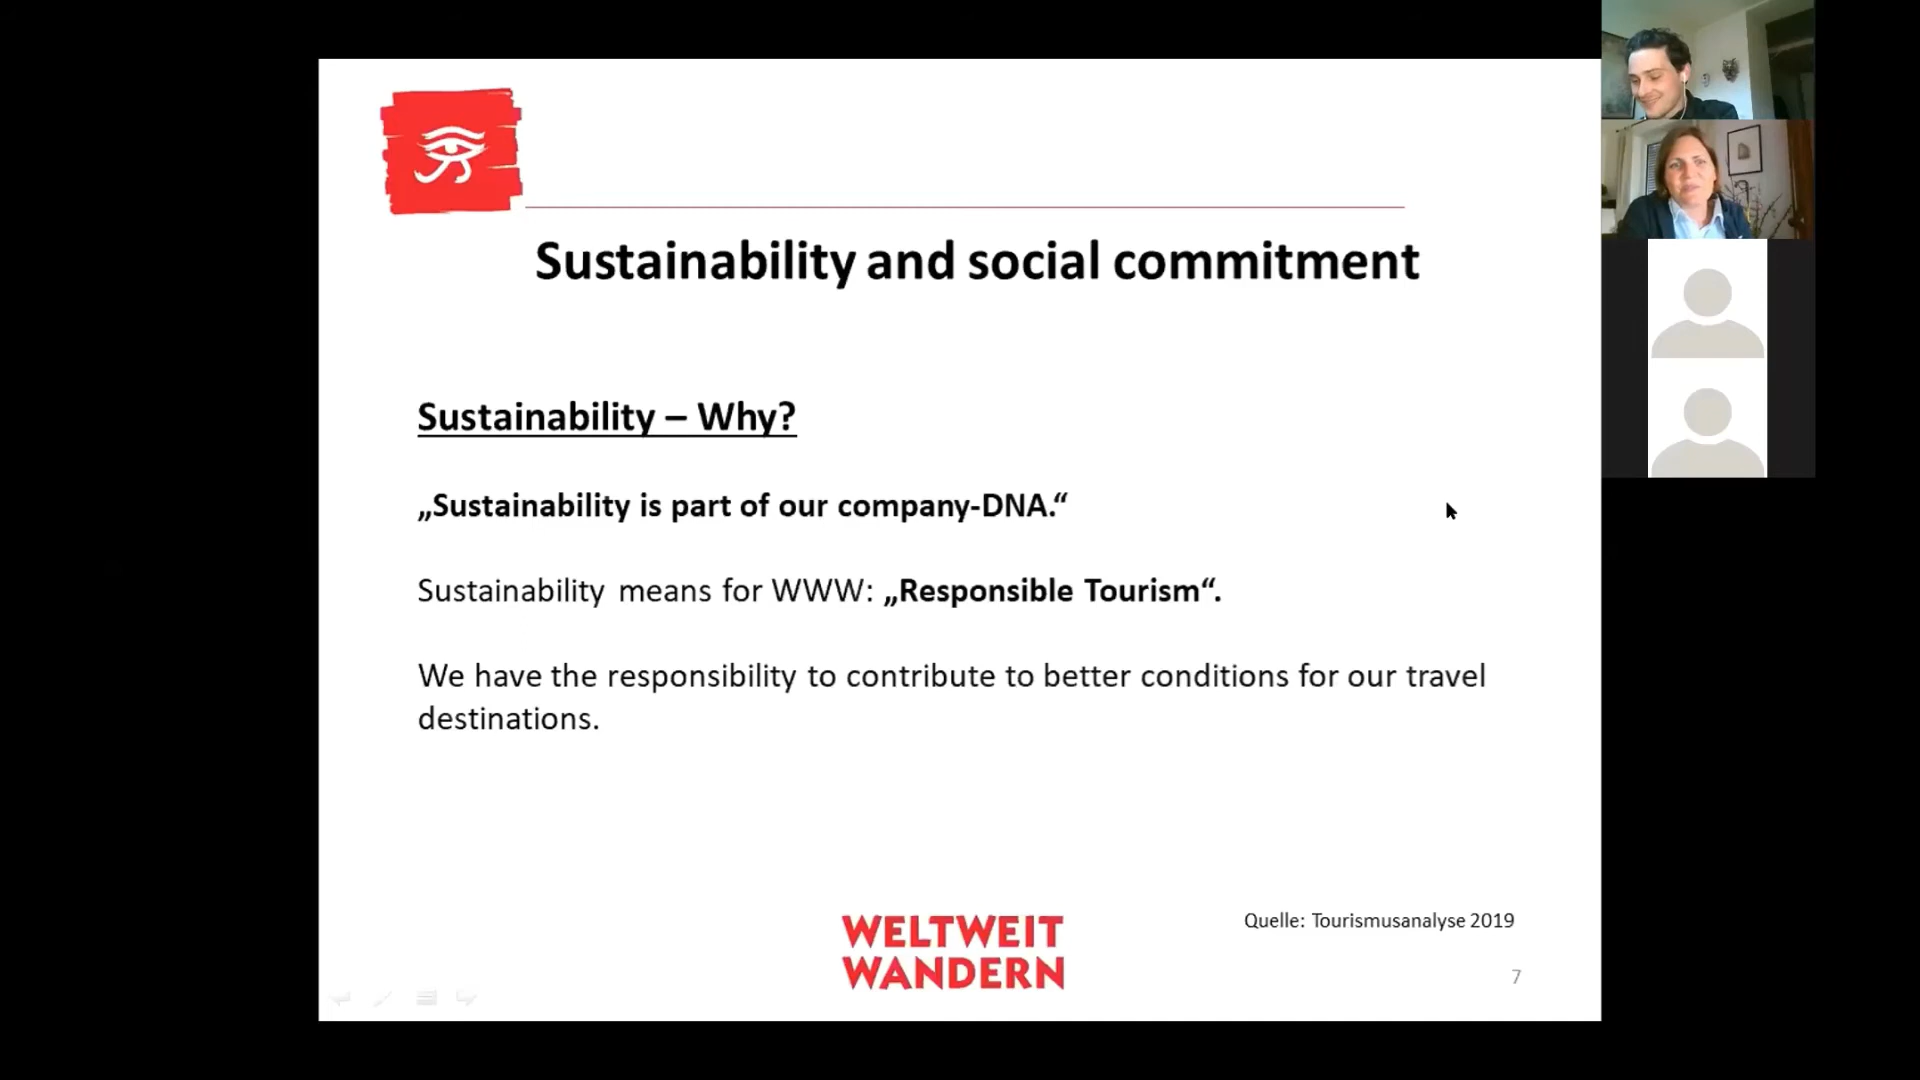 Sustainability and social commitment
Sustainability – Why?
„Sustainability is part of our company-DNA.“
Sustainability means for WWW: „Responsible Tourism“.
We have the responsibility to contribute to better conditions for our travel
destinations.
Quelle: Tourismusanalyse 2019
WELTWEIT
WANDERN
7